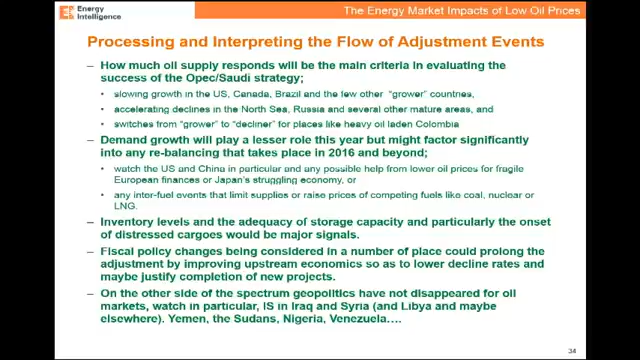 Energy
Intelligence
The Energy Market Impacts of Low Oil Prices
Processing and Interpreting the Flow of Adjustment Events
– How much oil supply responds will be the main criteria in evaluating the
success of the Opec/Saudi strategy;
• slowing growth in the US, Canada, Brazil and the few other "grower" countries,
• accelerating declines in the North Sea, Russia and several other mature areas, and
• switches from "grower" to "decliner" for places like heavy oil laden Colombia
– Demand growth will play a lesser role this year but might factor significantly
into any re-balancing that takes place in 2016 and beyond;
• watch the US and China in particular and any possible help from lower oil prices for fragile
European finances or Japan's struggling economy, or
• any inter-fuel events that limit supplies or raise prices of competing fuels like coal, nuclear or
LNG.
– Inventory levels and the adequacy of storage capacity and particularly the onset
of distressed cargoes would be major signals.
– Fiscal policy changes being considered in a number of place could prolong the
adjustment by improving upstream economics so as to lower decline rates and
maybe justify completion of new projects.
– On the other side of the spectrum geopolitics have not disappeared for oil
markets, watch in particular, IS in Iraq and Syria (and Libya and maybe
elsewhere). Yemen, the Sudans, Nigeria, Venezuela….
34